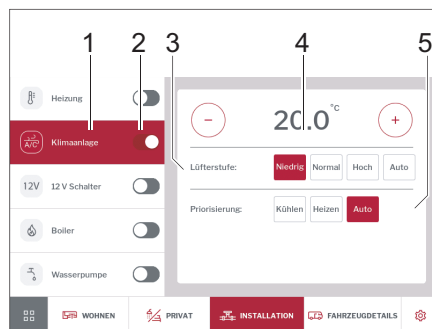 1 2 3 4 5
Heizung
20.0 °C
A/C Klimaanlage
Lüfterstufe: Niedrig Normal Hoch Auto
12V 12 V Schalter
Priorisierung: Kühlen Heizen Auto
Boiler
Wasserpumpe
WOHNEN PRIVAT INSTALLATION FAHRZEUGDETAILS